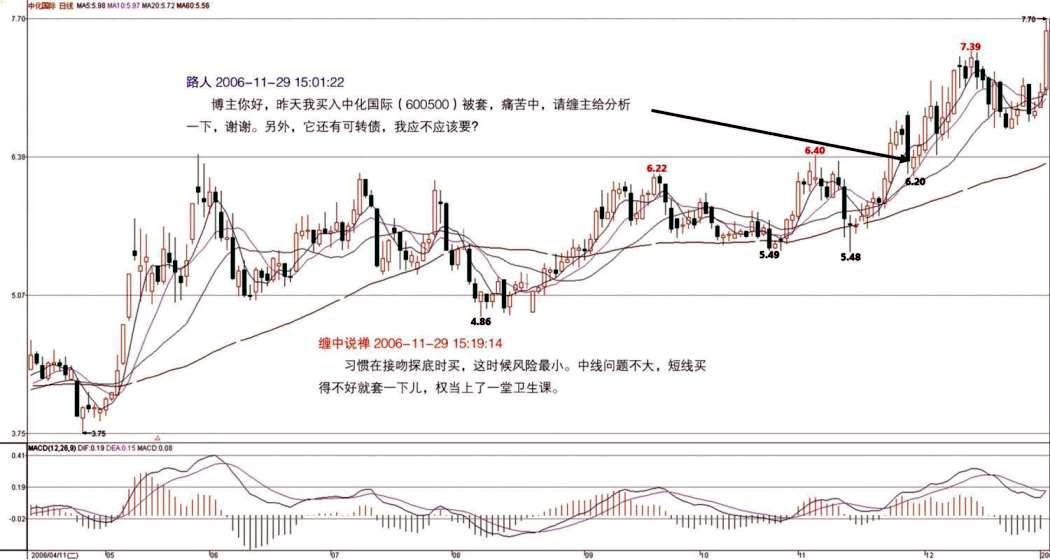 中化国际 日线 MA5:5.98 MA10:5.97 MA20:5.72 MA60:5.56
7.70
7.70
7.39
路人 2006-11-29 15:01:22
博主你好，昨天我买入中化国际（600500）被套，痛苦中，请缠主给分析
一下，谢谢。另外，它还有可转债，我应不应该要?
6.39
6.40
6.22
6.20
5.49
5.48
5.07
4.86
缠中说禅 2006-11-29 15:19:14
习惯在接吻探底时买，这时候风险最小。中线问题不大，短线买
得不好就套一下儿，权当上了一堂卫生课。
3.75
3.75
MACD(12,26,9) DIF:0.19 DEA:0.15 MACD:0.08
0.41
0.19
-0.02
2006/04/11(二) 05 06 07 08 09 10 11 12 20